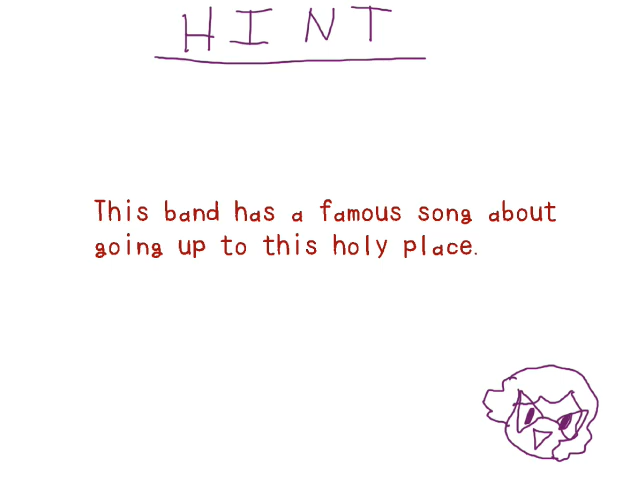 HINT
This band has a famous song about
going up to this holy place.